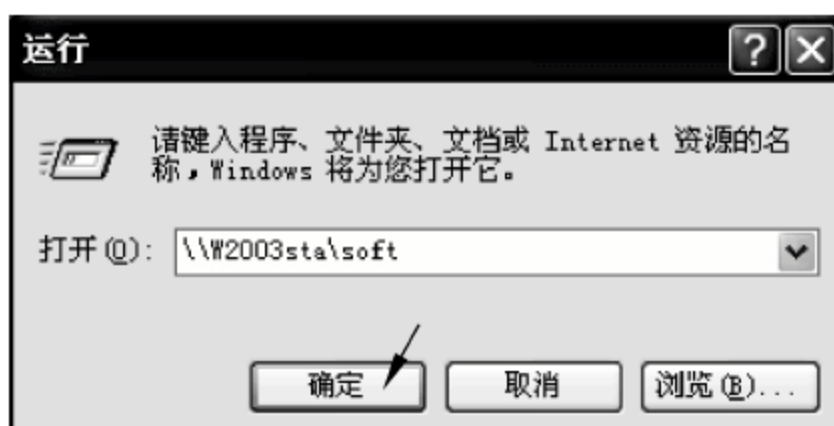 运行
请键入程序、文件夹、文档或 Internet 资源的名
称，Windows 将为您打开它。
打开(O): \\W2003sta\soft
确定 取消 浏览(B)...